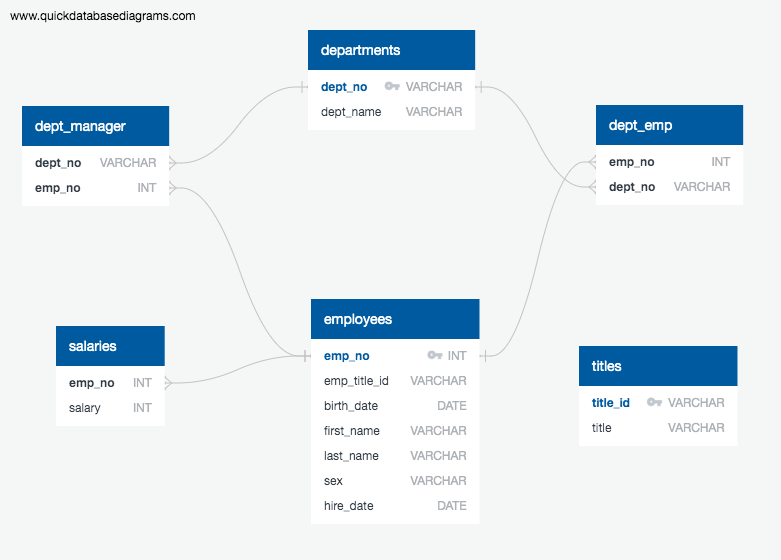 www.quickdatabasediagrams.com
departments
dept_no VARCHAR
dept_name VARCHAR
dept_manager
dept_no VARCHAR
emp_no INT
dept_emp
emp_no INT
dept_no VARCHAR
employees
emp_no INT
emp_title_id VARCHAR
birth_date DATE
first_name VARCHAR
last_name VARCHAR
sex VARCHAR
hire_date DATE
salaries
emp_no INT
salary INT
titles
title_id VARCHAR
title VARCHAR